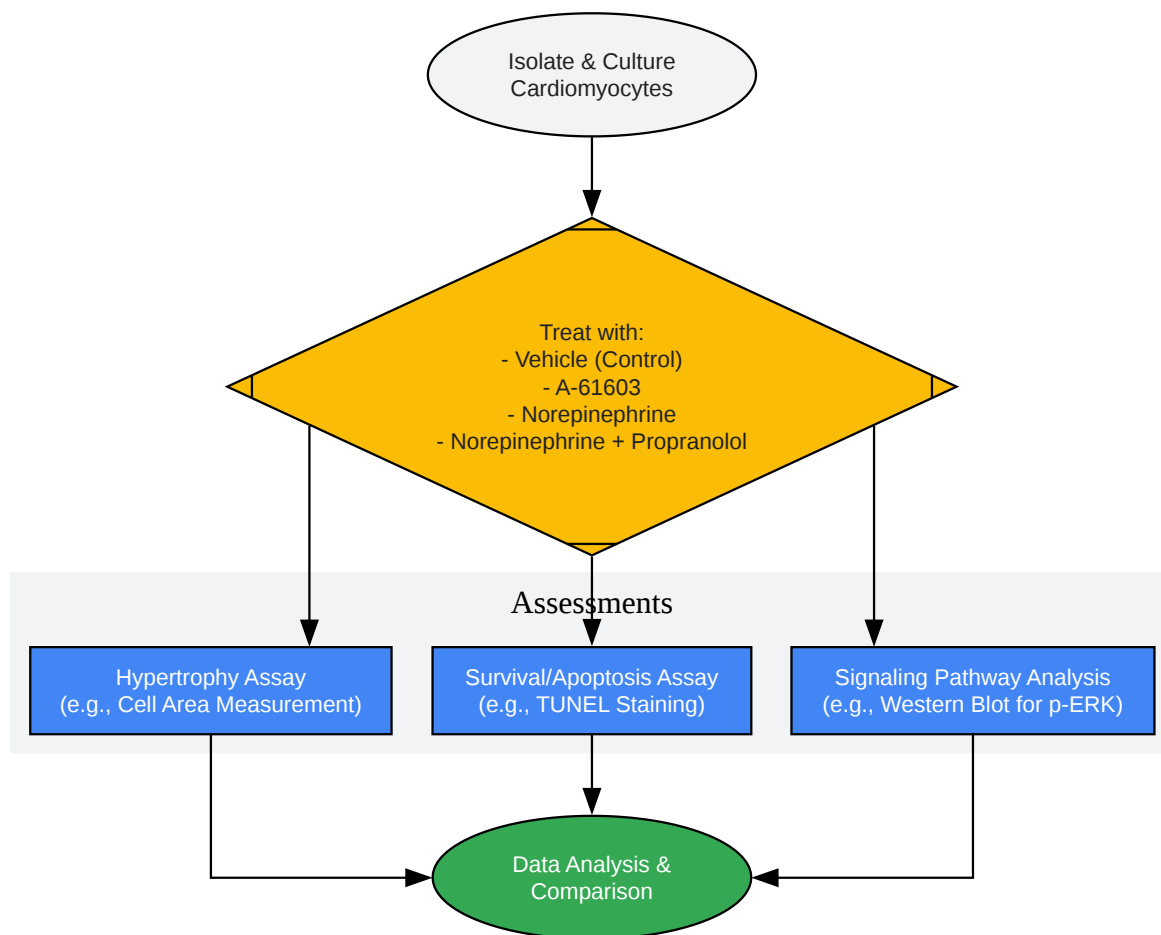 Isolate & Culture
Cardiomyocytes
Treat with:
- Vehicle (Control)
- A-61603
- Norepinephrine
- Norepinephrine + Propranolol
Assessments
Hypertrophy Assay
(e.g., Cell Area Measurement)
Survival/Apoptosis Assay
(e.g., TUNEL Staining)
Signaling Pathway Analysis
(e.g., Western Blot for p-ERK)
Data Analysis &
Comparison